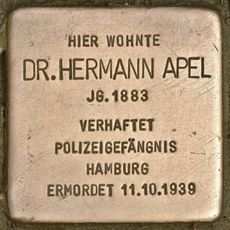 HIER WOHNTE
DR. HERMANN APEL
JG. 1883
VERHAFTET
POLIZEIGEFÄNGNIS
HAMBURG
ERMORDET 11.10.1939